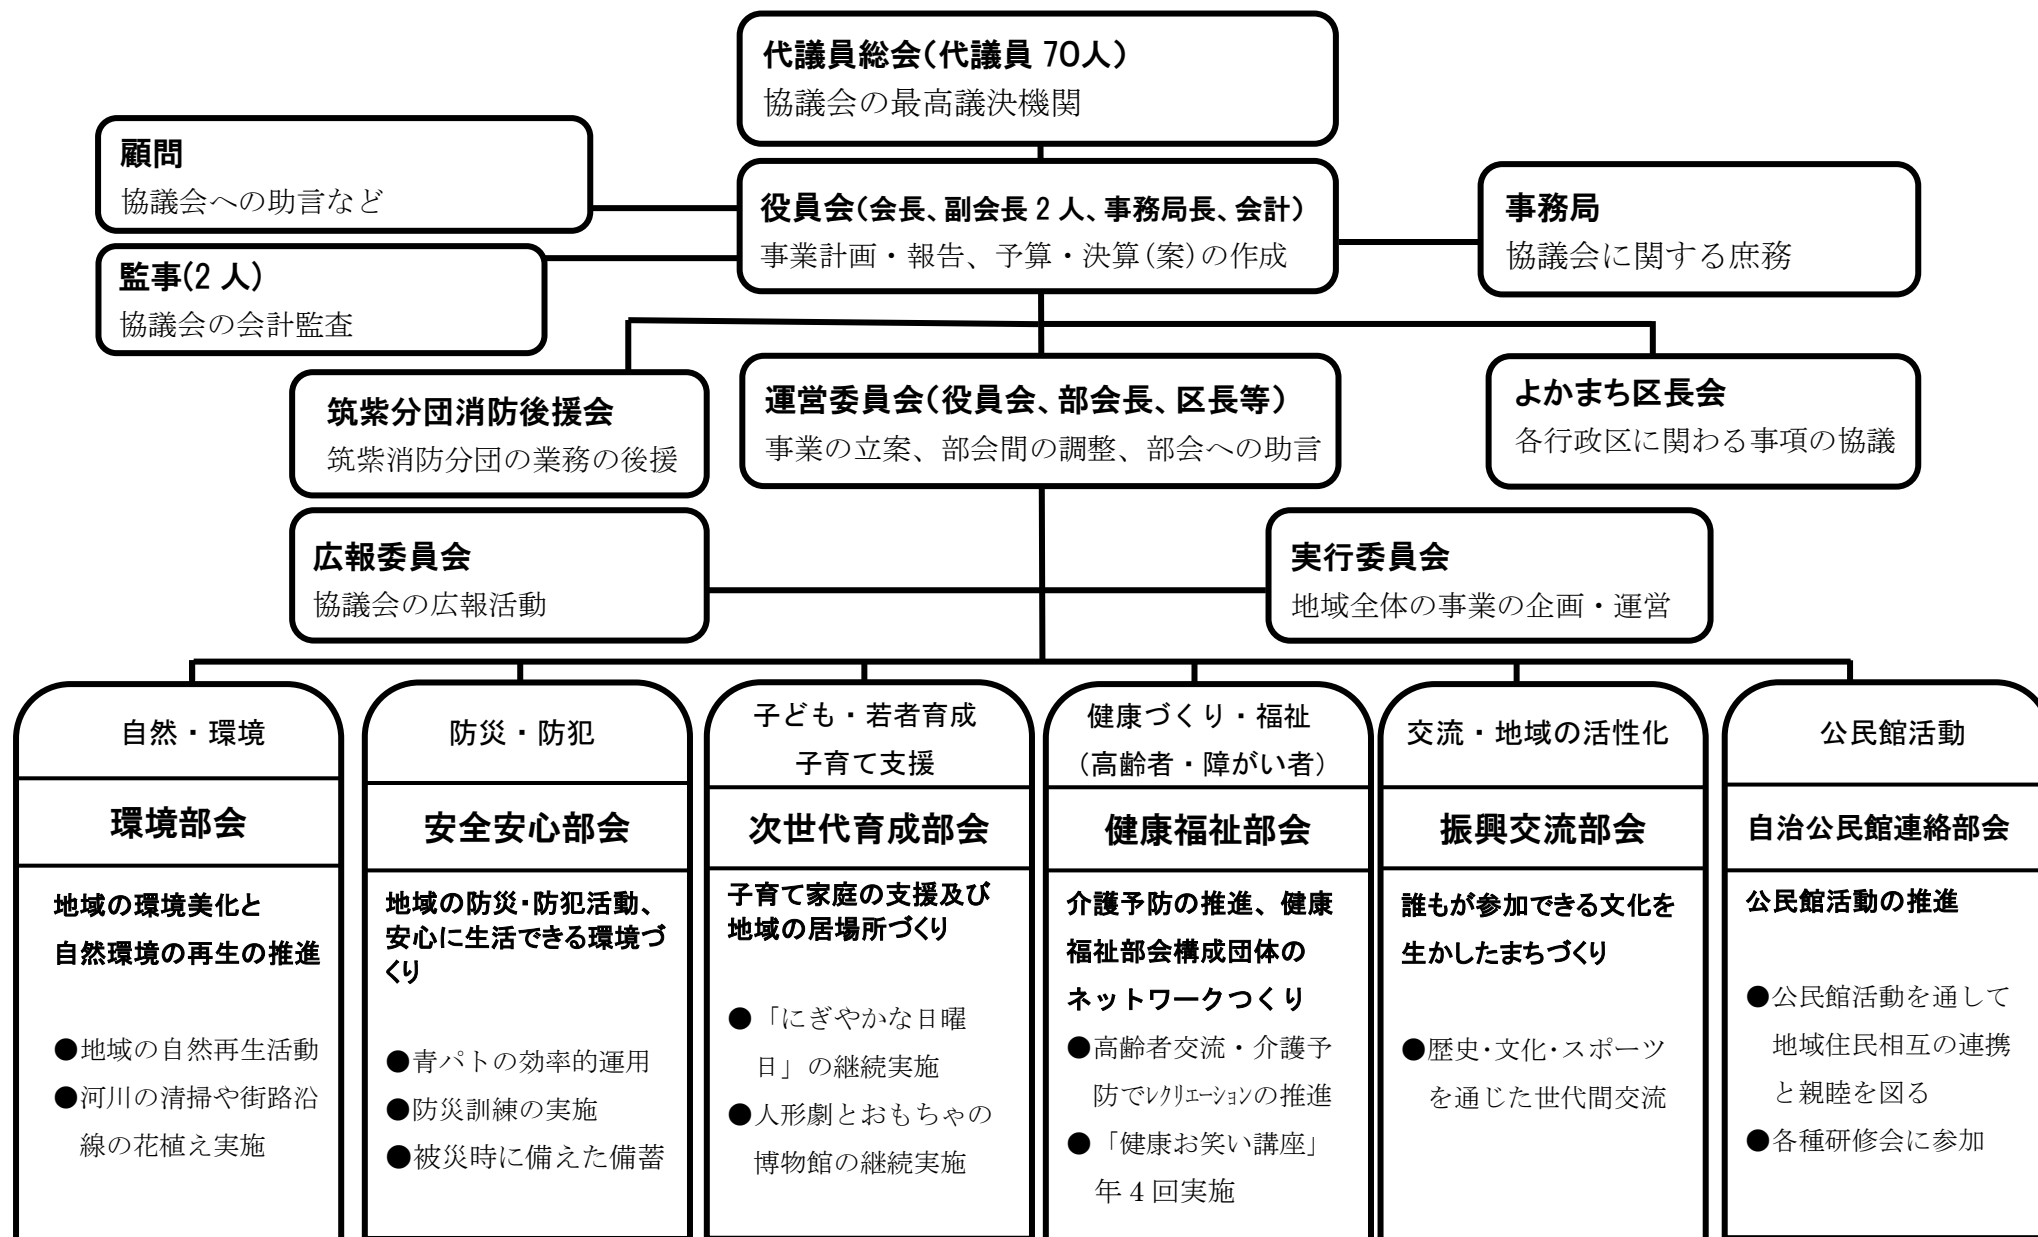 代議員総会(代議員 70人)
協議会の最高議決機関
顧問
協議会への助言など
役員会(会長、副会長 2 人、事務局長、会計)
事業計画・報告、予算・決算(案)の作成
事務局
協議会に関する庶務
監事(2 人)
協議会の会計監査
筑紫分団消防後援会
筑紫消防分団の業務の後援
運営委員会(役員会、部会長、区長等)
事業の立案、部会間の調整、部会への助言
よかまち区長会
各行政区に関わる事項の協議
広報委員会
協議会の広報活動
実行委員会
地域全体の事業の企画・運営
自然・環境
環境部会
地域の環境美化と
自然環境の再生の推進
●地域の自然再生活動
●河川の清掃や街路沿
線の花植え実施
防災・防犯
安全安心部会
地域の防災・防犯活動、
安心に生活できる環境づ
くり
●青パトの効率的運用
●防災訓練の実施
●被災時に備えた備蓄
子ども・若者育成
子育て支援
次世代育成部会
子育て家庭の支援及び
地域の居場所づくり
●「にぎやかな日曜
日」の継続実施
●人形劇とおもちゃの
博物館の継続実施
健康づくり・福祉
(高齢者・障がい者)
健康福祉部会
介護予防の推進、健康
福祉部会構成団体の
ネットワークつくり
●高齢者交流・介護予
防でﾚｸﾘｴｰｼｮﾝの推進
●「健康お笑い講座」
年 4 回実施
交流・地域の活性化
振興交流部会
誰もが参加できる文化を
生かしたまちづくり
●歴史・文化・スポーツ
を通じた世代間交流
公民館活動
自治公民館連絡部会
公民館活動の推進
●公民館活動を通して
地域住民相互の連携
と親睦を図る
●各種研修会に参加